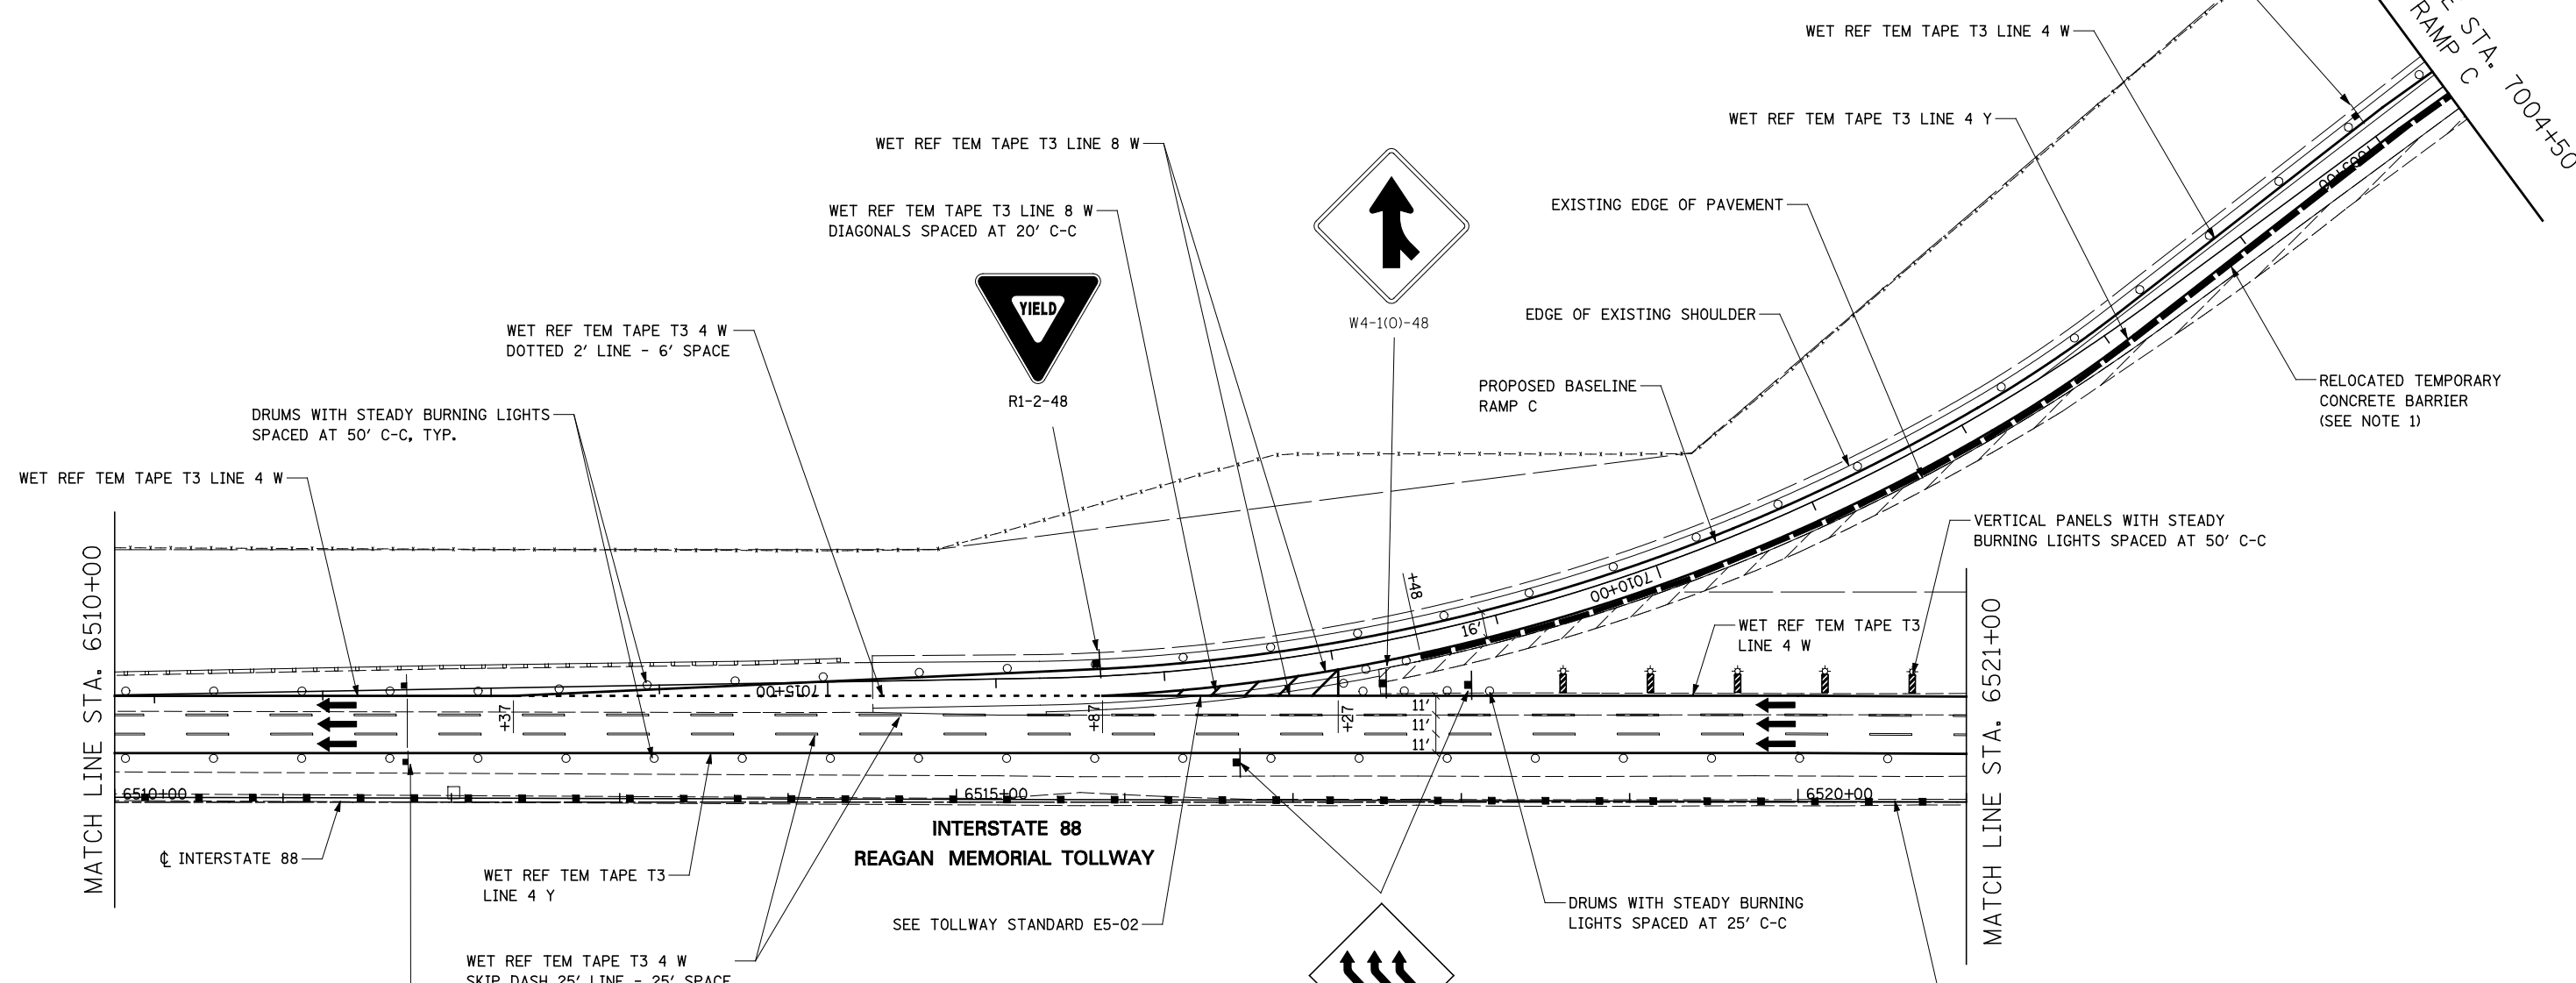 WET REF TEM TAPE T3 LINE 4 W
E STA. 7004+50
RAMP C
WET REF TEM TAPE T3 LINE 4 Y
WET REF TEM TAPE T3 LINE 8 W
WET REF TEM TAPE T3 LINE 8 W
DIAGONALS SPACED AT 20' C-C
EXISTING EDGE OF PAVEMENT
YIELD
R1-2-48
W4-1(O)-48
EDGE OF EXISTING SHOULDER
WET REF TEM TAPE T3 4 W
DOTTED 2' LINE - 6' SPACE
PROPOSED BASELINE
RAMP C
RELOCATED TEMPORARY
CONCRETE BARRIER
(SEE NOTE 1)
DRUMS WITH STEADY BURNING LIGHTS
SPACED AT 50' C-C, TYP.
WET REF TEM TAPE T3 LINE 4 W
VERTICAL PANELS WITH STEADY
BURNING LIGHTS SPACED AT 50' C-C
MATCH LINE STA. 6510+00
+48
7010+00
16'
WET REF TEM TAPE T3
LINE 4 W
MATCH LINE STA. 6521+00
7015+00
+37
+87
+27
11'
11'
11'
6510+00
6515+00
6520+00
INTERSTATE 88
REAGAN MEMORIAL TOLLWAY
℄ INTERSTATE 88
WET REF TEM TAPE T3
LINE 4 Y
SEE TOLLWAY STANDARD E5-02
DRUMS WITH STEADY BURNING
LIGHTS SPACED AT 25' C-C
WET REF TEM TAPE T3 4 W
SKIP DASH 25' LINE - 25' SPACE